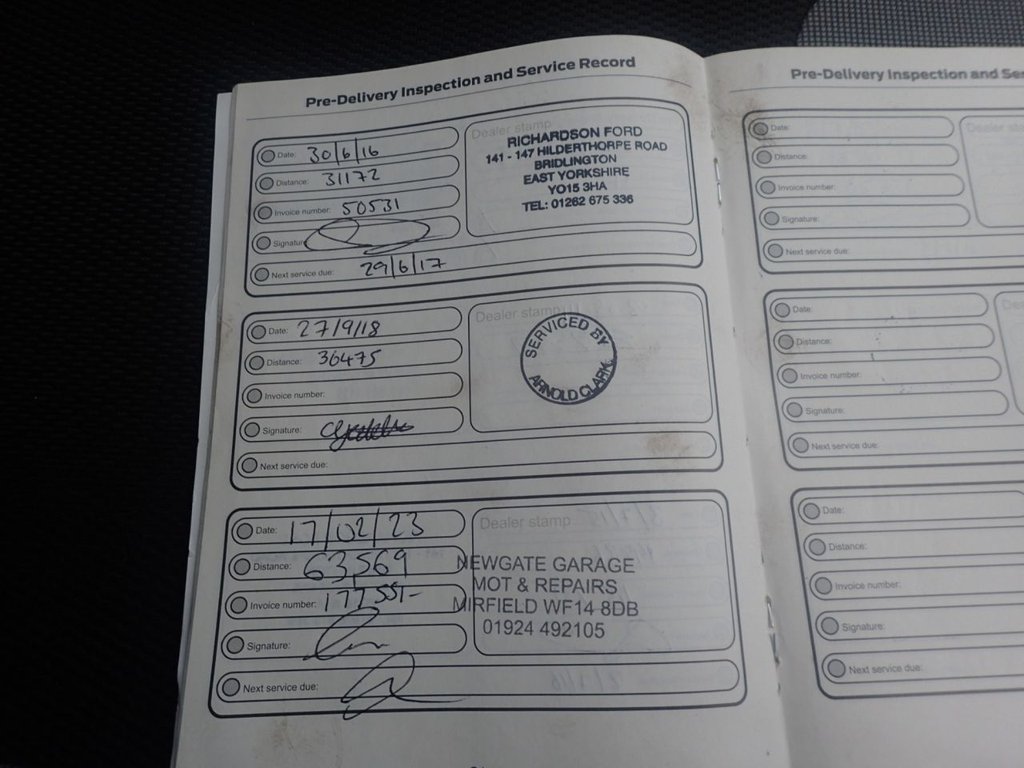 Pre-Delivery Inspection and Service Record
Date: 30/6/16
Distance: 31172
Invoice number: 50531
Signature:
Next service due: 29/6/17
Dealer stamp
RICHARDSON FORD
141 - 147 HILDERTHORPE ROAD
BRIDLINGTON
EAST YORKSHIRE
YO15 3HA
TEL: 01262 675 336
Date: 27/9/18
Distance: 36475
Invoice number:
Signature:
Next service due:
Dealer stamp
SERVICED BY
ARNOLD CLARK
Date: 17/02/23
Distance: 63569
Invoice number:
Signature:
Next service due:
Dealer stamp
NEWGATE GARAGE
MOT & REPAIRS
MIRFIELD WF14 8DB
01924 492105
Pre-Delivery Inspection and Se
Date:
Distance:
Invoice number:
Signature:
Next service due:
Dealer
Date:
Distance:
Invoice number:
Signature:
Next service due:
Date:
Distance:
Invoice number:
Signature:
Next service due: